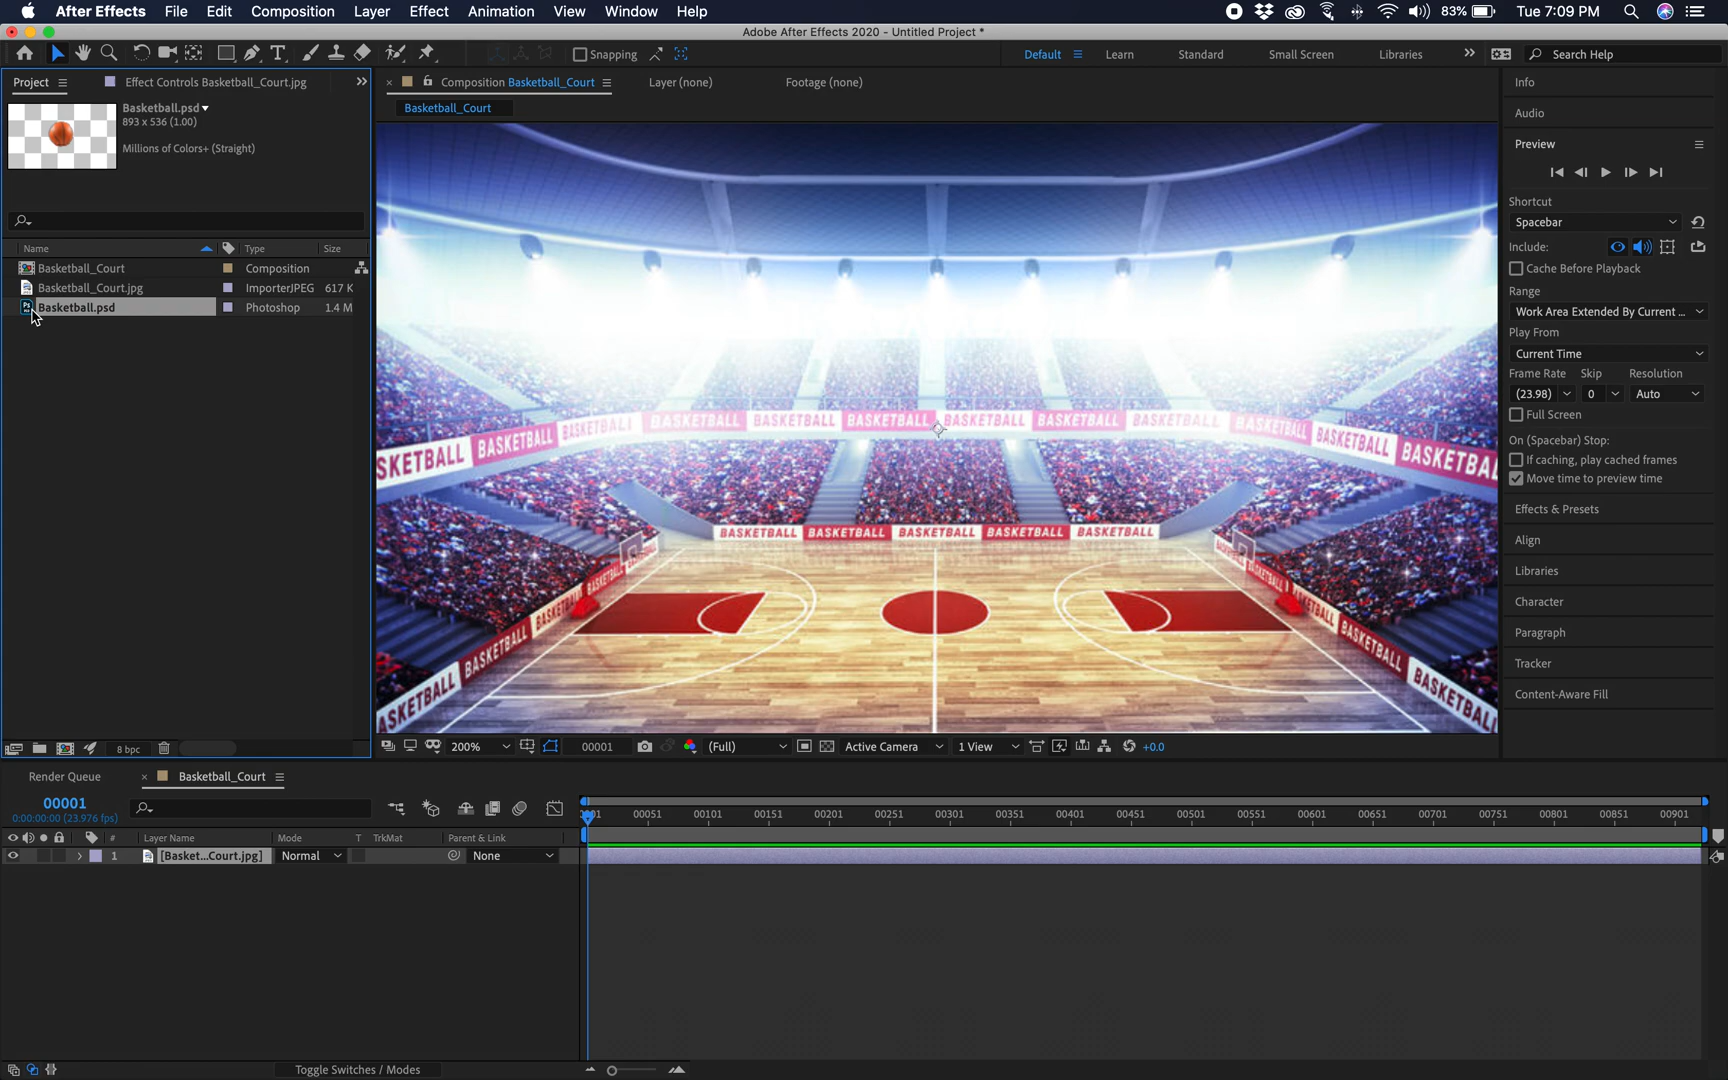 After Effects File Edit Composition Layer Effect Animation View Window Help 83% Tue 7:09 PM
Adobe After Effects 2020 - Untitled Project *
Snapping Default Learn Standard Small Screen Libraries » Search Help
Project Effect Controls Basketball_Court.jpg »
× Composition Basketball_Court Layer (none) Footage (none)
Basketball_Court
Basketball.psd
893 x 536 (1.00)
Millions of Colors+ (Straight)
Name Type Size
Basketball_Court Composition
Basketball_Court.jpg ImporterJPEG 617 K
Ps Basketball.psd Photoshop 1.4 M
8 bpc
BASKETBALL BASKETBALL BASKETBALL BASKETBALL BASKETBALL BASKETBALL
SKETBALL BASKETBALL BASKETBALL BASKETBALL BASKETBALL BASKETBALL
BASKETBALL BASKETBALL BASKETBALL BASKETBALL BASKETBALL
BASKETBALL BASKETBALL
BASKETBALL BASKETBALL
BASKETBALL BASKETBALL
ASKETBALL BASKETBALL
200% 00001 (Full) Active Camera 1 View +0.0
Info
Audio
Preview
Shortcut
Spacebar
Include:
Cache Before Playback
Range
Work Area Extended By Current ...
Play From
Current Time
Frame Rate Skip Resolution
(23.98) 0 Auto
Full Screen
On (Spacebar) Stop:
If caching, play cached frames
Move time to preview time
Effects & Presets
Align
Libraries
Character
Paragraph
Tracker
Content-Aware Fill
Render Queue × Basketball_Court
00001
0:00:00:00 (23.976 fps)
01 00051 00101 00151 00201 00251 00301 00351 00401 00451 00501 00551 00601 00651 00701 00751 00801 00851 00901
# Layer Name Mode T TrkMat Parent & Link
1 [Basket...Court.jpg] Normal None
Toggle Switches / Modes